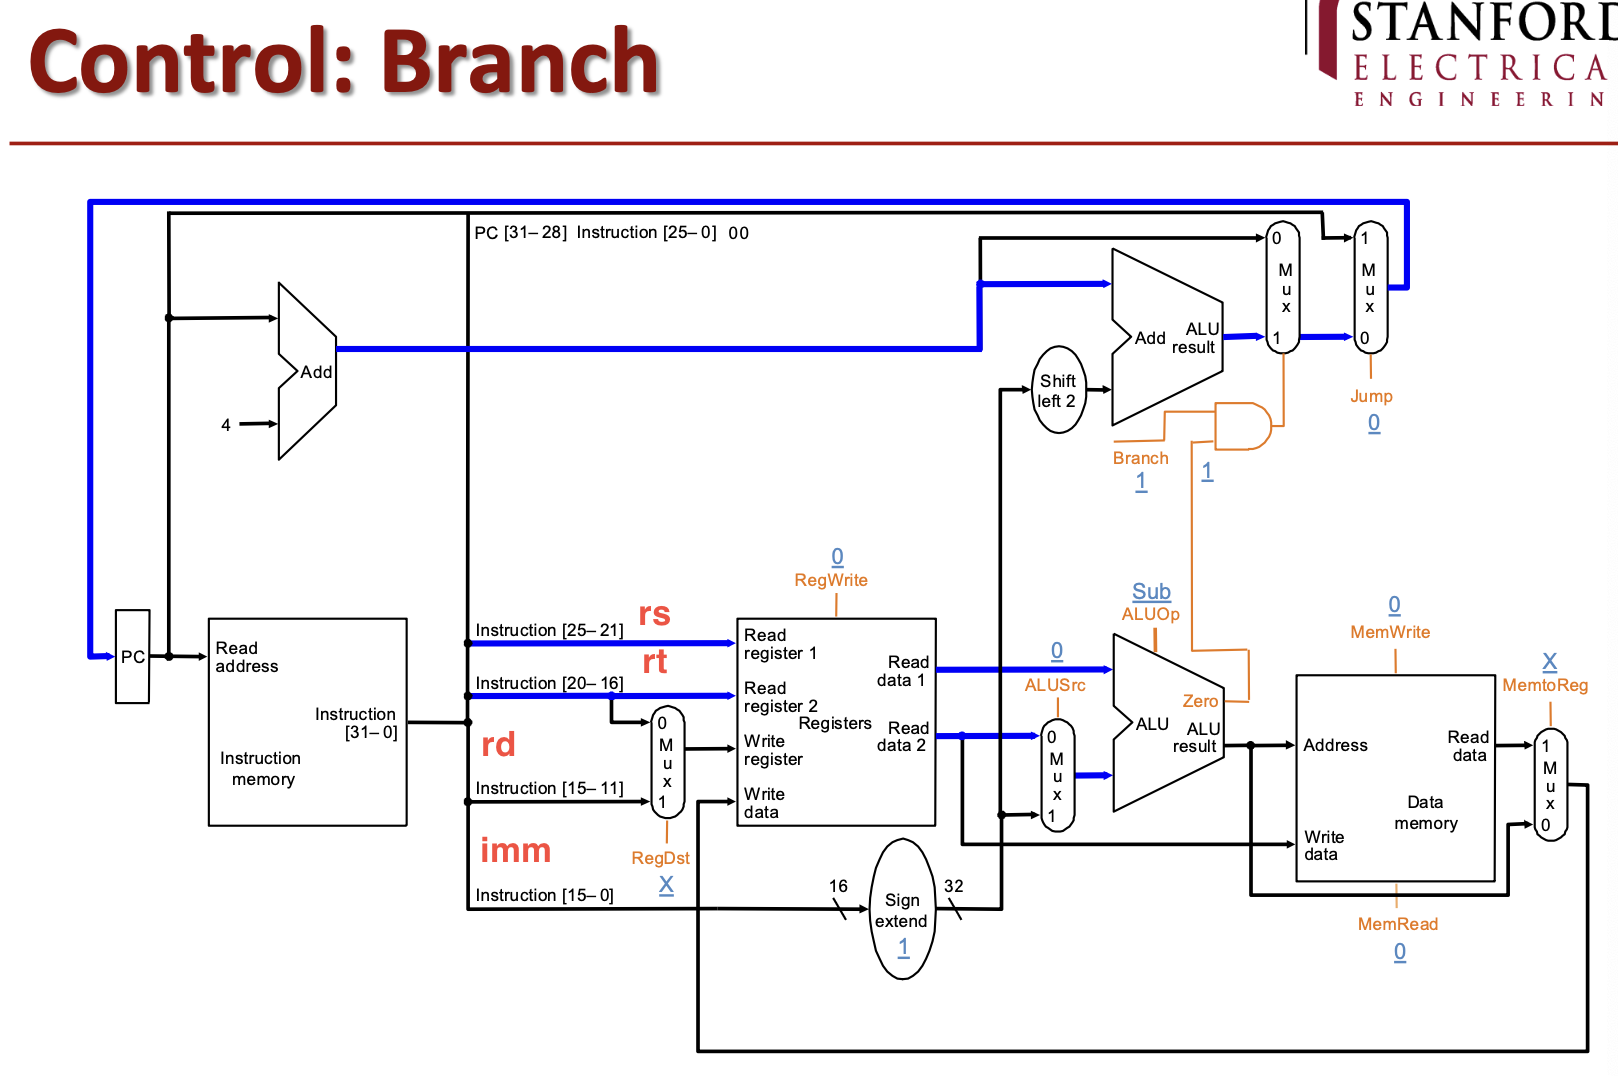 Control: Branch
STANFORD
ELECTRICA
ENGINEERIN
PC [31–28] Instruction [25–0] 00
0
M
u
x
1
1
M
u
x
0
Add
ALU
result
Add
4
Shift
left 2
Jump
0
Branch
1
1
0
RegWrite
Sub
ALUOp
0
MemWrite
PC
Read
address
Instruction
[31–0]
Instruction
memory
rs
Instruction [25–21]
rt
Instruction [20–16]
rd
Instruction [15–11]
imm
Instruction [15–0]
0
M
u
x
1
RegDst
X
Read
register 1
Read
register 2
Registers
Write
register
Write
data
Read
data 1
Read
data 2
0
ALUSrc
0
M
u
x
1
Zero
ALU
ALU
result
Address
Read
data
Data
memory
Write
data
X
MemtoReg
1
M
u
x
0
MemRead
0
16
Sign
extend
1
32